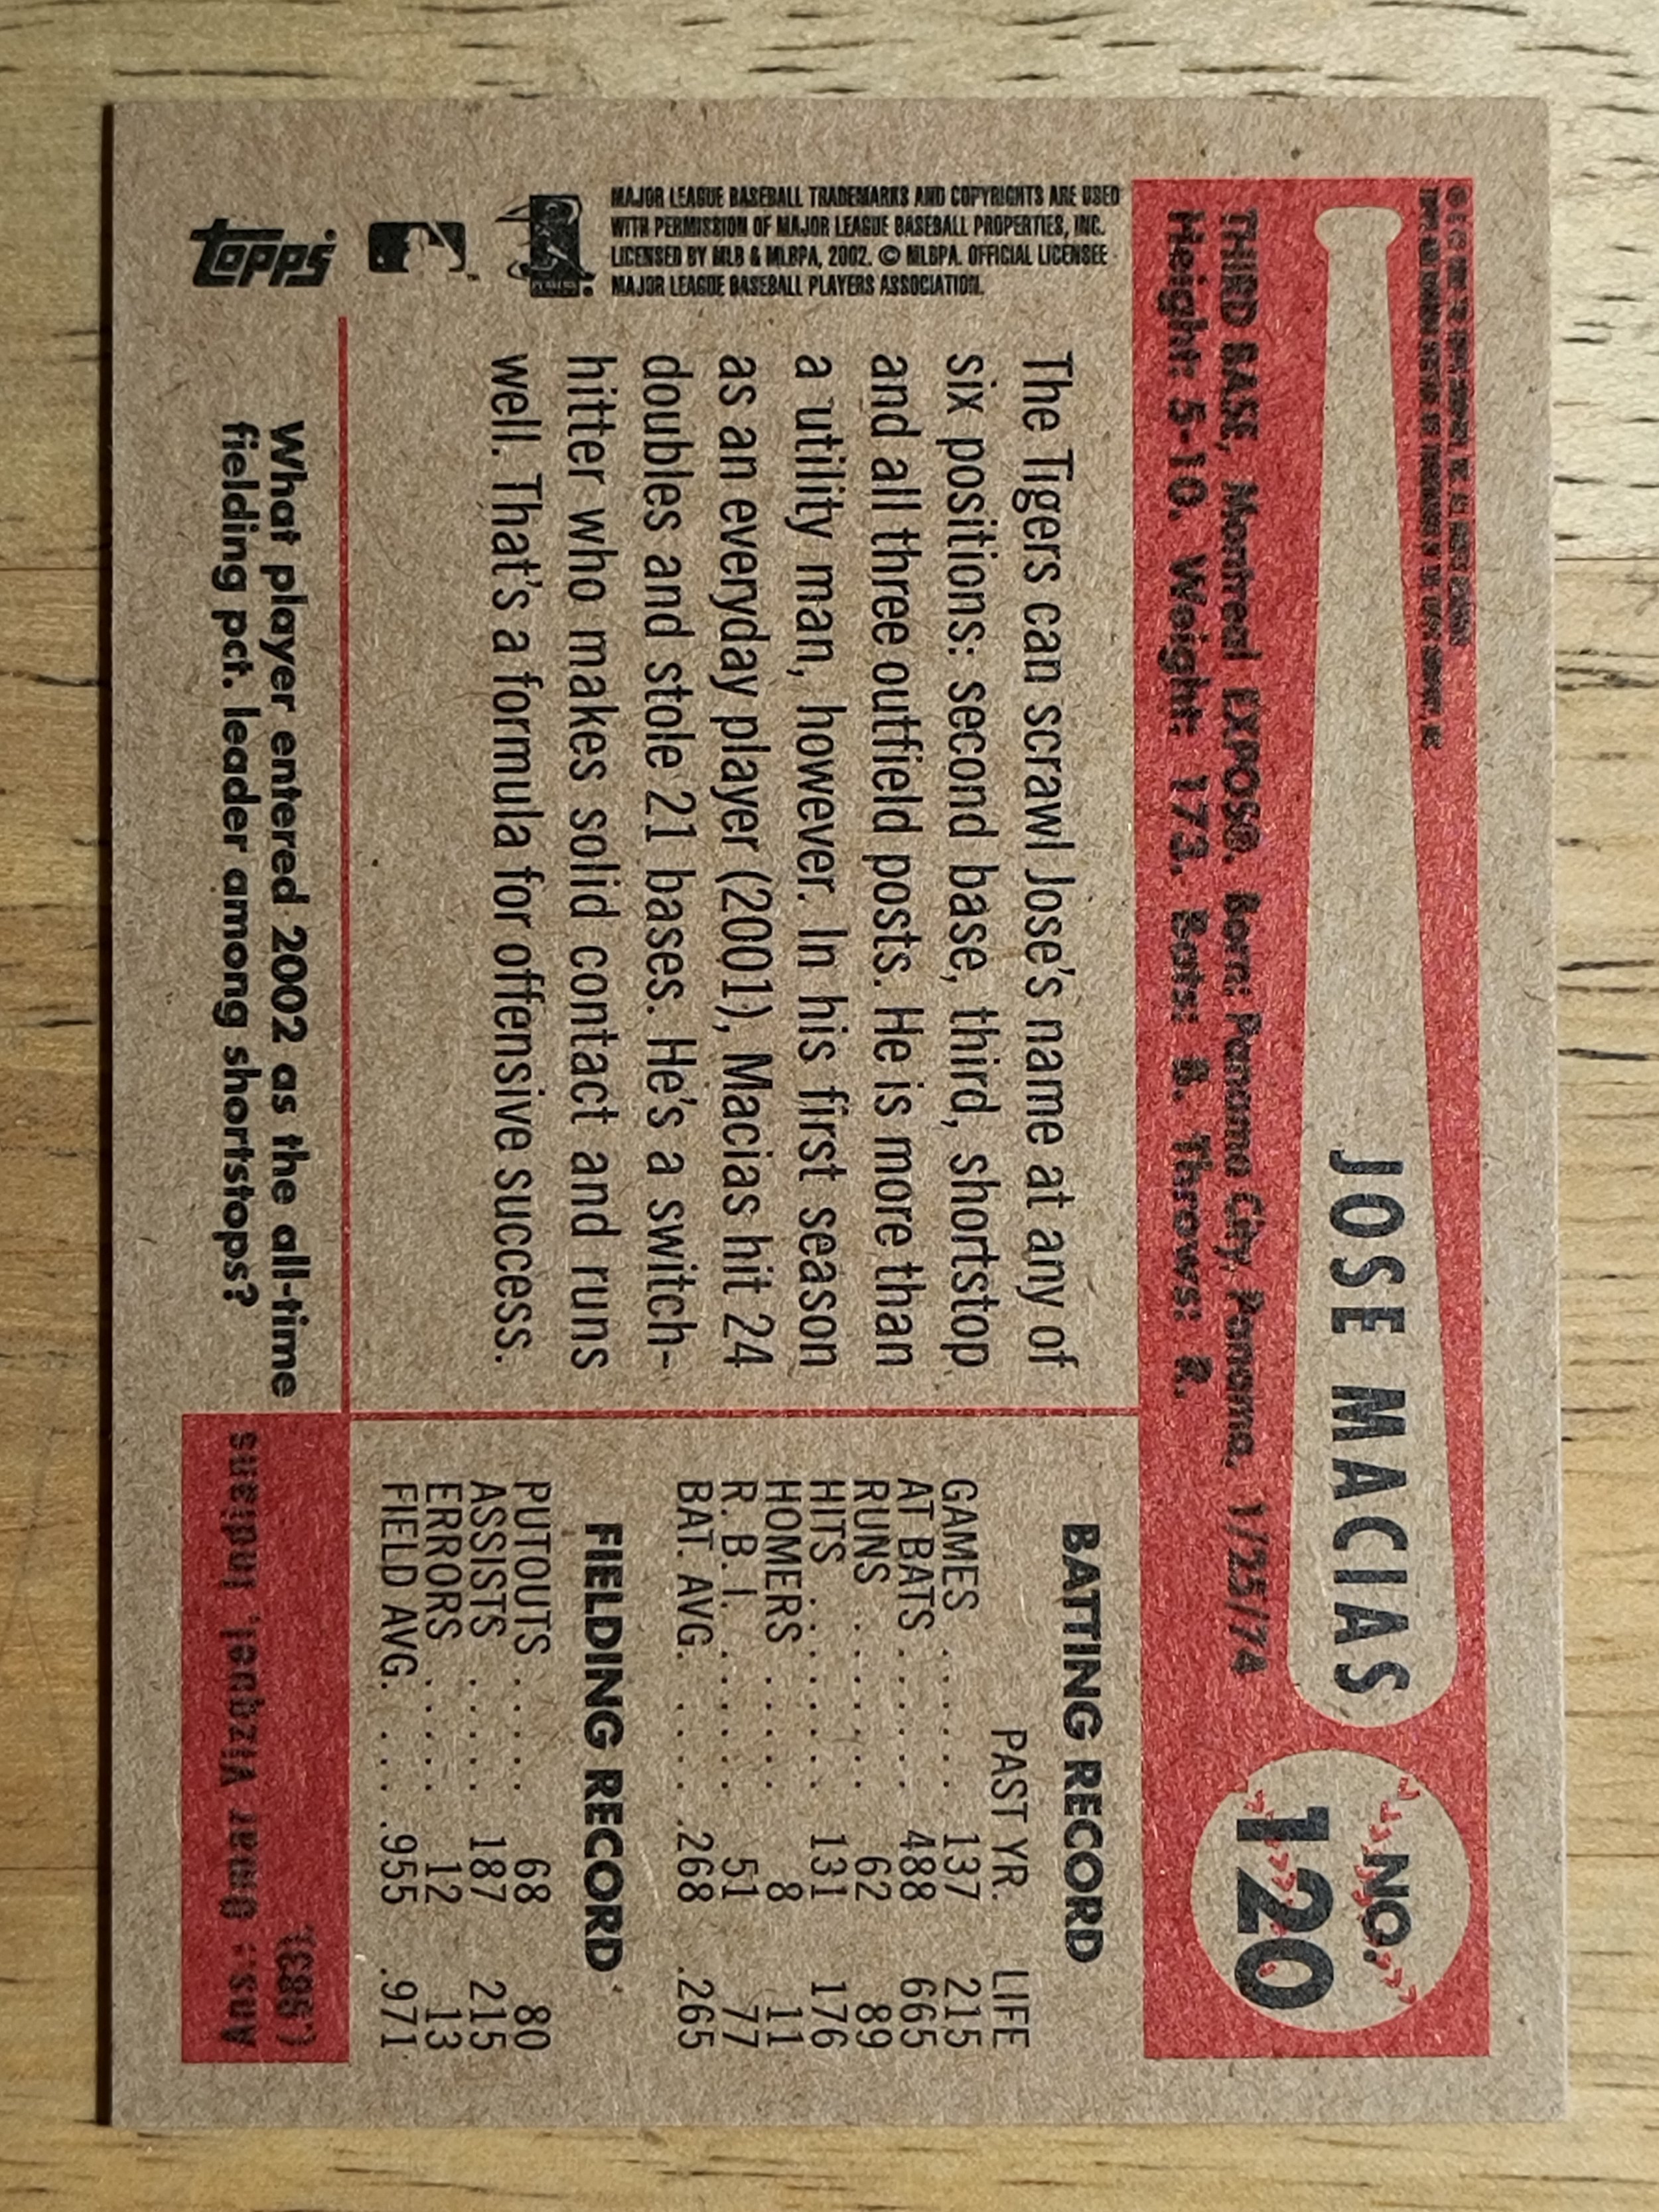 JOSE MACIAS
NO.
120
THIRD BASE, Montreal EXPOS®. Born: Panama City, Panama. 1/25/74
Height: 5-10. Weight: 173. Bats: B. Throws: R.
MAJOR LEAGUE BASEBALL TRADEMARKS AND COPYRIGHTS ARE USED
WITH PERMISSION OF MAJOR LEAGUE BASEBALL PROPERTIES, INC.
LICENSED BY MLB & MLBPA, 2002. © MLBPA. OFFICIAL LICENSEE -
MAJOR LEAGUE BASEBALL PLAYERS ASSOCIATION.
topps
The Tigers can scrawl Jose's name at any of
six positions: second base, third, shortstop
and all three outfield posts. He is more than
a utility man, however. In his first season
as an everyday player (2001), Macias hit 24
doubles and stole 21 bases. He's a switch-
hitter who makes solid contact and runs
well. That's a formula for offensive success.
BATTING RECORD
PAST YR. LIFE
GAMES . . . . . 137 215
AT BATS . . . . . 488 665
RUNS . . . . . . 62 89
HITS . . . . . . . 131 176
HOMERS . . . . 8 11
R. B. I. . . . . . . 51 77
BAT. AVG. . . . . .268 .265
FIELDING RECORD
PUTOUTS . . . . 68 80
ASSISTS . . . . . 187 215
ERRORS . . . . . 12 13
FIELD AVG. . . . .955 .971
What player entered 2002 as the all-time
fielding pct. leader among shortstops?
Ans.: Omar Vizquel, Indians
(.983)